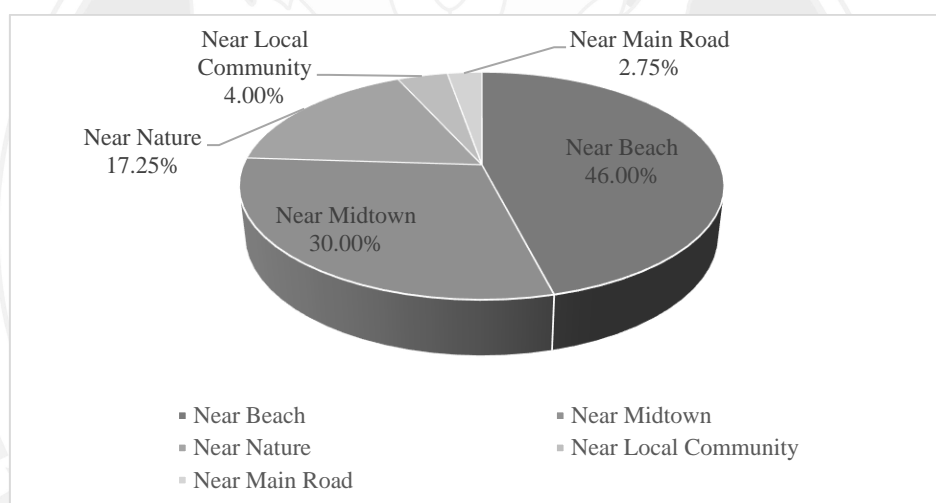 Near Local
Community
4.00%
Near Main Road
2.75%
Near Nature
17.25%
Near Beach
46.00%
Near Midtown
30.00%
Near Beach
Near Midtown
Near Nature
Near Local Community
Near Main Road